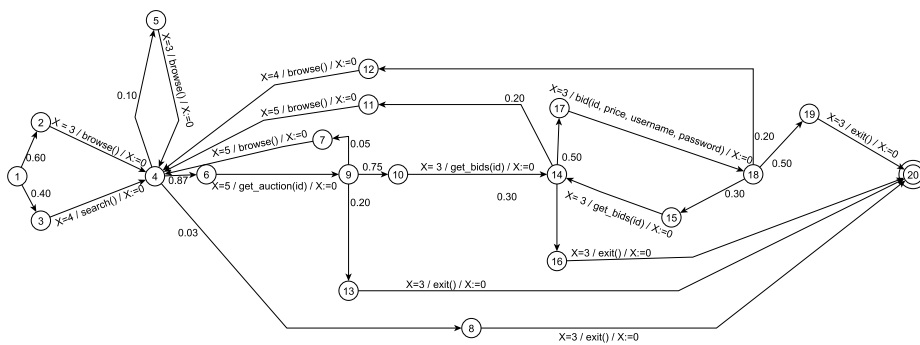 5
X=3 / browse() / X:=0
0.10
X=4 / browse() / X:=0
12
X=5 / browse() / X:=0
11
0.20
17
X=3 / bid(id, price, username, password) / X:=0
19
X=3 / exit() / X:=0
2
X = 3 / browse() / X:=0
0.60
X=5 / browse() / X:=0
7
0.05
0.50
0.20
0.50
1
4
0.87
6
X=5 / get_auction(id) / X:=0
9
0.75
10
X= 3 / get_bids(id) / X:=0
14
18
20
0.40
3
X=4 / search() / X:=0
0.20
0.30
X= 3 / get_bids(id) / X:=0
15
0.30
0.03
16
X=3 / exit() / X:=0
13
X=3 / exit() / X:=0
8
X=3 / exit() / X:=0